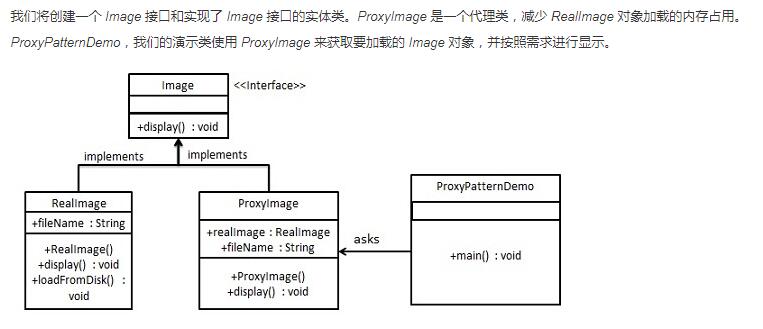 我们将创建一个 Image 接口和实现了 Image 接口的实体类。ProxyImage 是一个代理类，减少 RealImage 对象加载的内存占用。
ProxyPatternDemo，我们的演示类使用 ProxyImage 来获取要加载的 Image 对象，并按照需求进行显示。
Image
<<Interface>>
+display() : void
implements
implements
RealImage
+fileName : String
+RealImage()
+display() : void
+loadFromDisk() :
void
ProxyImage
+realImage : RealImage
+fileName : String
+ProxyImage()
+display() : void
asks
ProxyPatternDemo
+main() : void